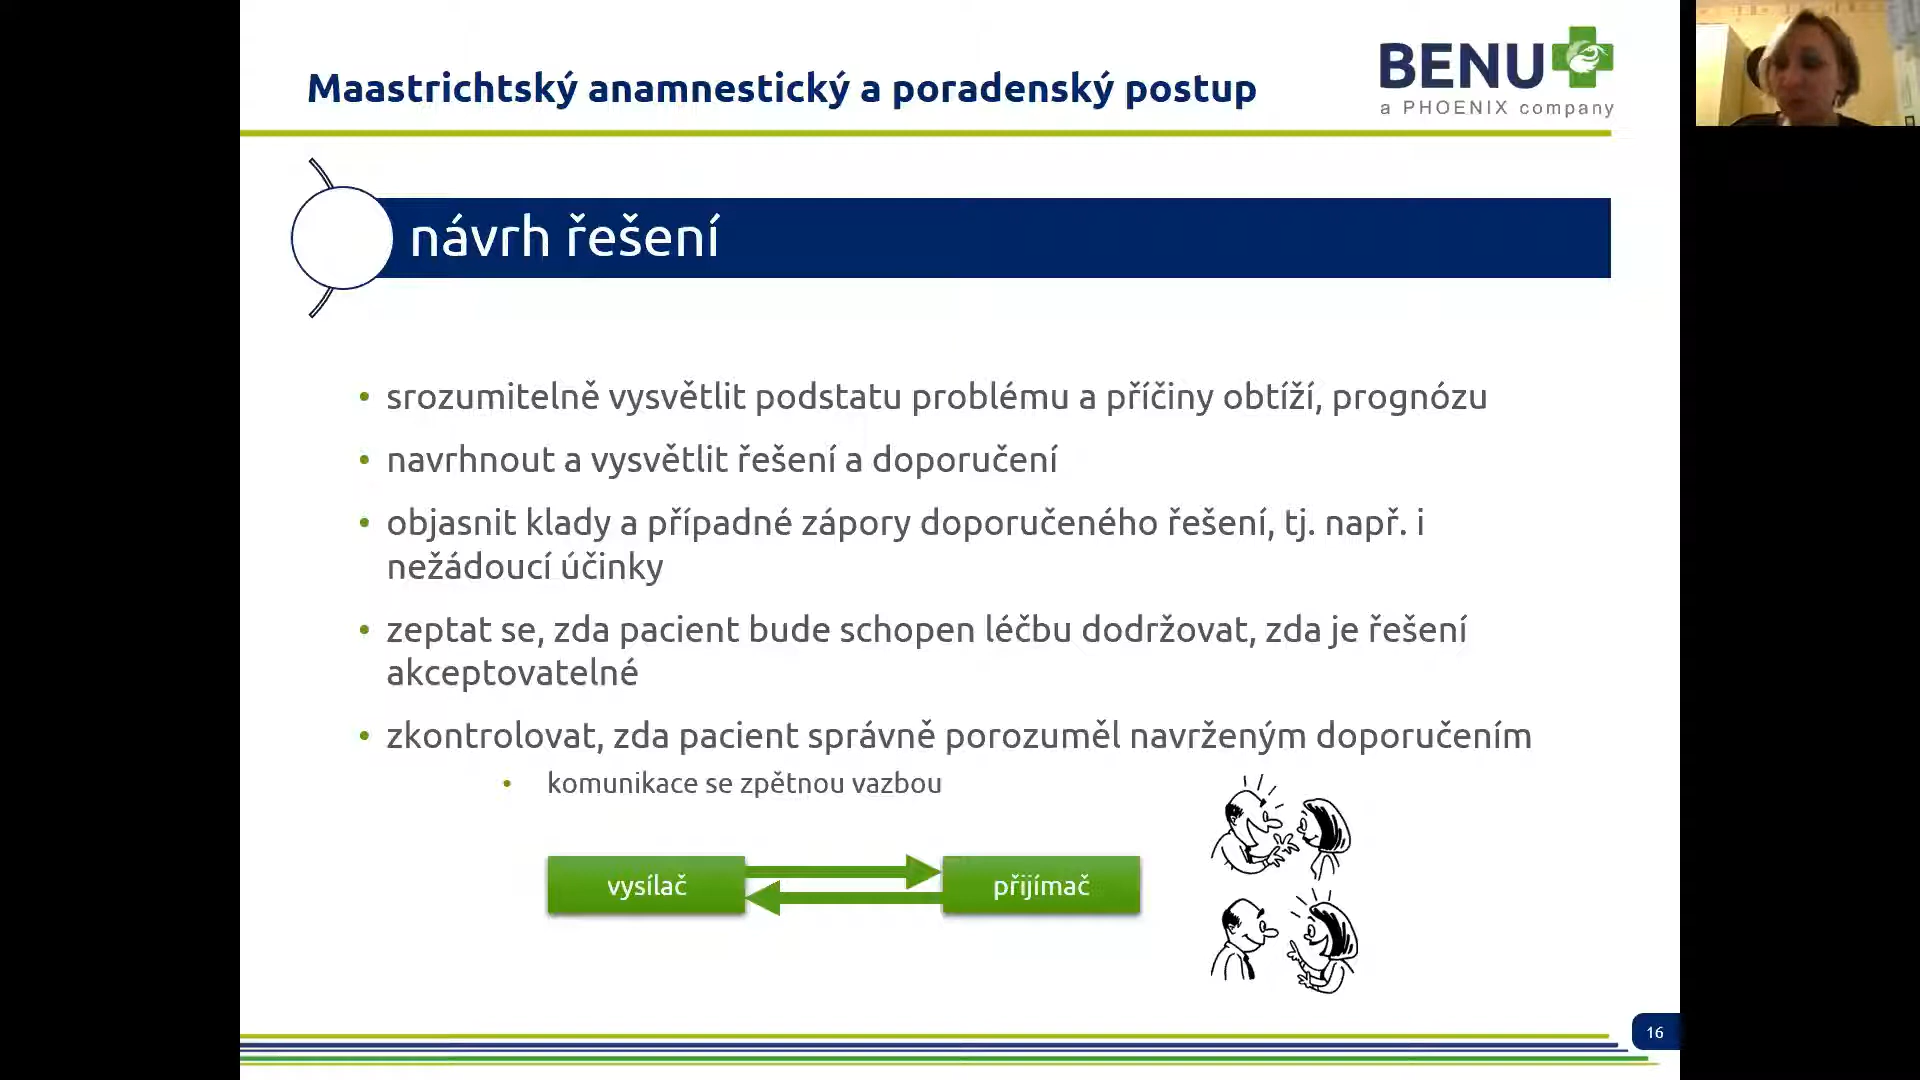 Maastrichtský anamnestický a poradenský postup
BENU
a PHOENIX company
návrh řešení
• srozumitelně vysvětlit podstatu problému a příčiny obtíží, prognózu
• navrhnout a vysvětlit řešení a doporučení
• objasnit klady a případné zápory doporučeného řešení, tj. např. i
nežádoucí účinky
• zeptat se, zda pacient bude schopen léčbu dodržovat, zda je řešení
akceptovatelné
• zkontrolovat, zda pacient správně porozuměl navrženým doporučením
• komunikace se zpětnou vazbou
vysílač
přijímač
16